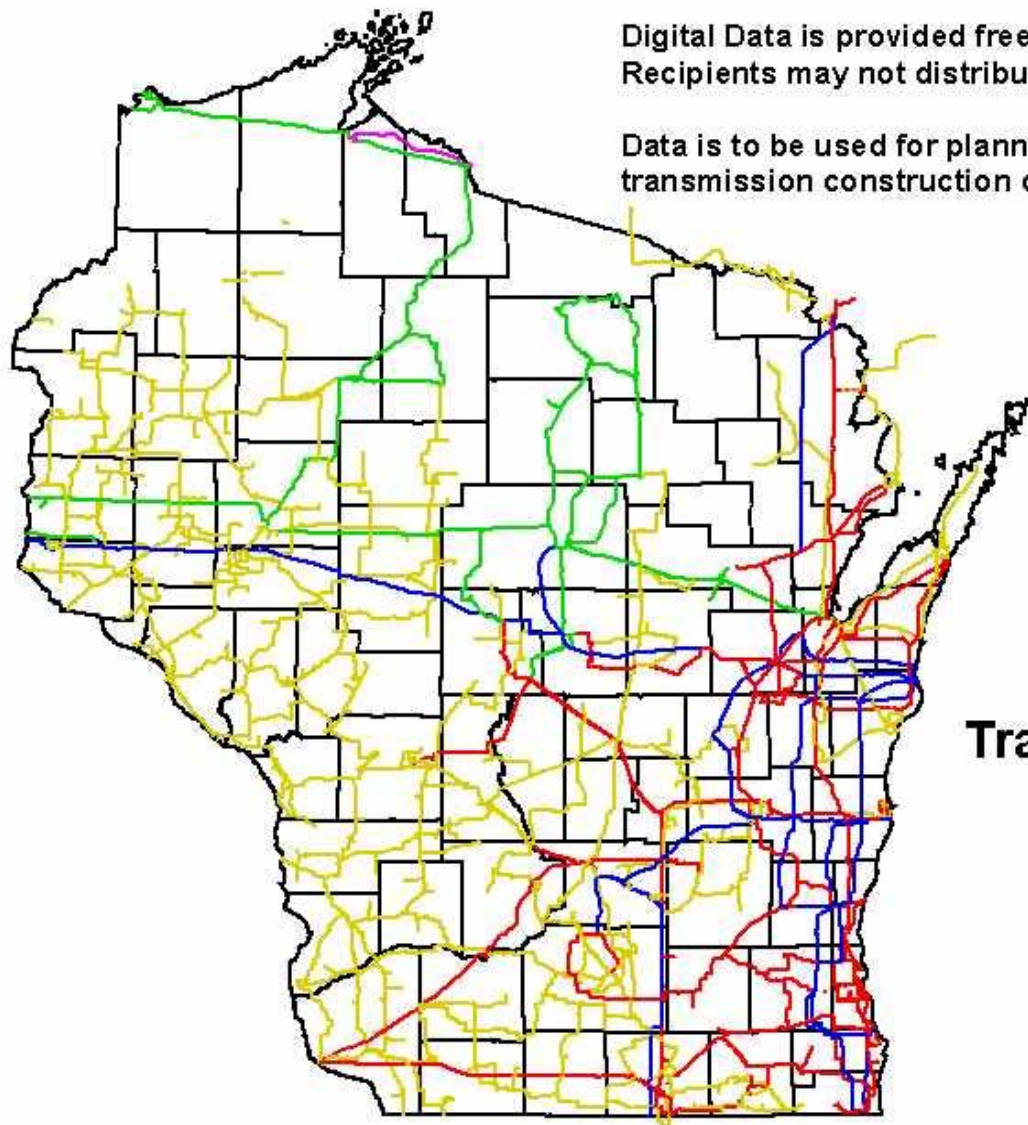 Digital Data is provided free
Recipients may not distribu
Data is to be used for plann
transmission construction
Tra